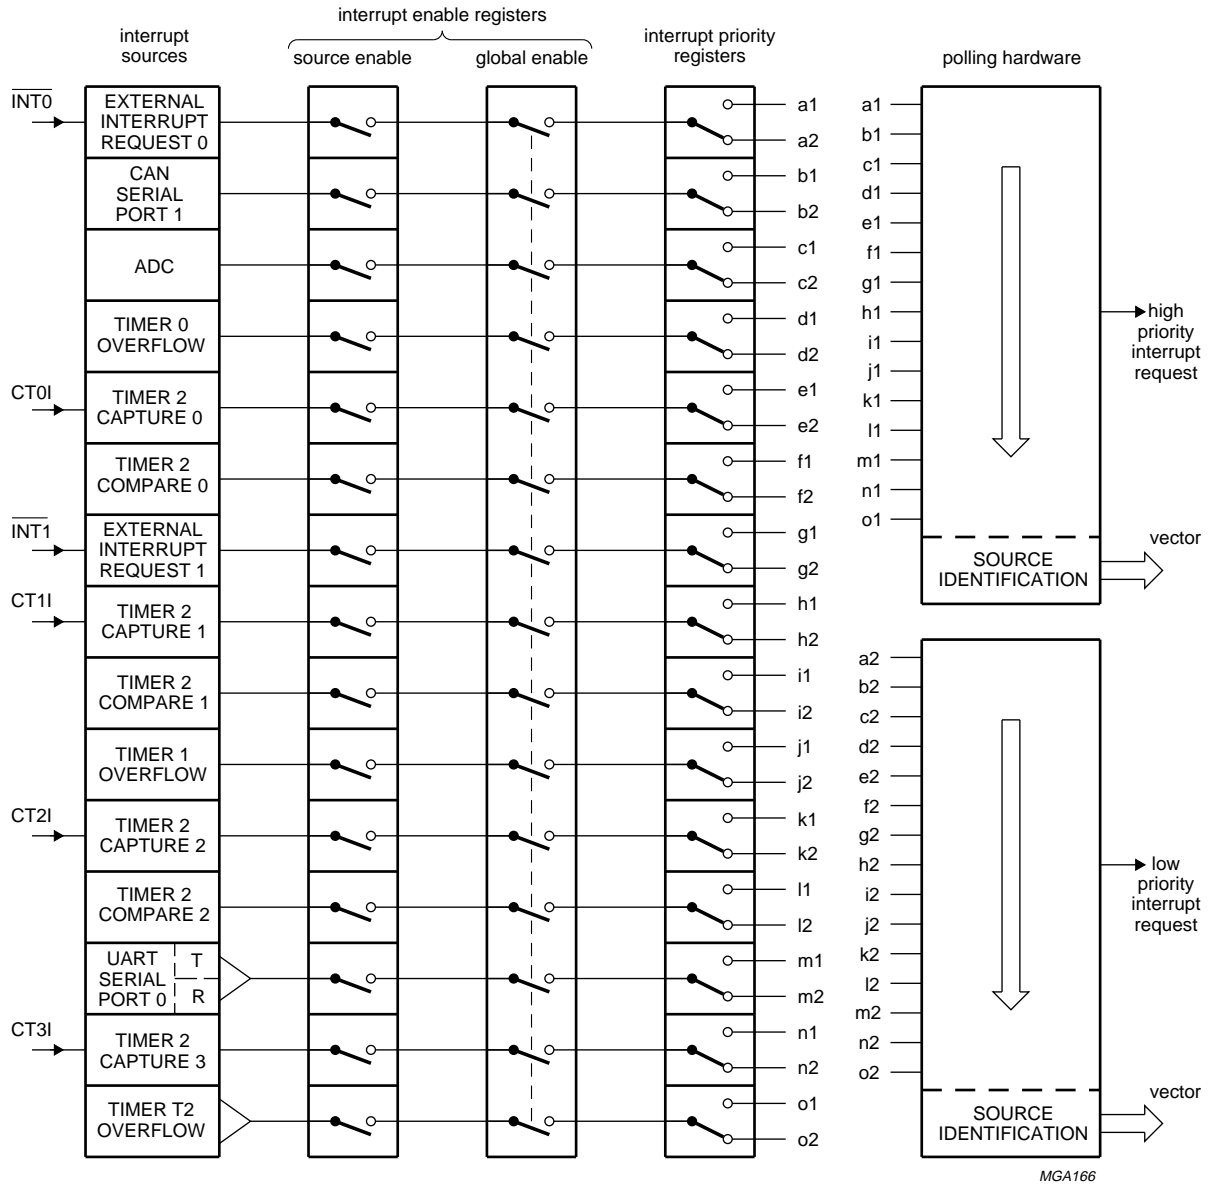 interrupt enable registers
interrupt
sources
source enable
global enable
interrupt priority
registers
polling hardware
INT0
EXTERNAL
INTERRUPT
REQUEST 0
a1
a2
CAN
SERIAL
PORT 1
b1
b2
ADC
c1
c2
TIMER 0
OVERFLOW
d1
d2
CT0I
TIMER 2
CAPTURE 0
e1
e2
TIMER 2
COMPARE 0
f1
f2
INT1
EXTERNAL
INTERRUPT
REQUEST 1
g1
g2
CT1I
TIMER 2
CAPTURE 1
h1
h2
TIMER 2
COMPARE 1
i1
i2
TIMER 1
OVERFLOW
j1
j2
CT2I
TIMER 2
CAPTURE 2
k1
k2
TIMER 2
COMPARE 2
l1
l2
UART
SERIAL
PORT 0
T
R
m1
m2
CT3I
TIMER 2
CAPTURE 3
n1
n2
TIMER T2
OVERFLOW
o1
o2
a1
b1
c1
d1
e1
f1
g1
h1
i1
j1
k1
l1
m1
n1
o1
high
priority
interrupt
request
SOURCE
IDENTIFICATION
vector
a2
b2
c2
d2
e2
f2
g2
h2
i2
j2
k2
l2
m2
n2
o2
low
priority
interrupt
request
SOURCE
IDENTIFICATION
vector
MGA166